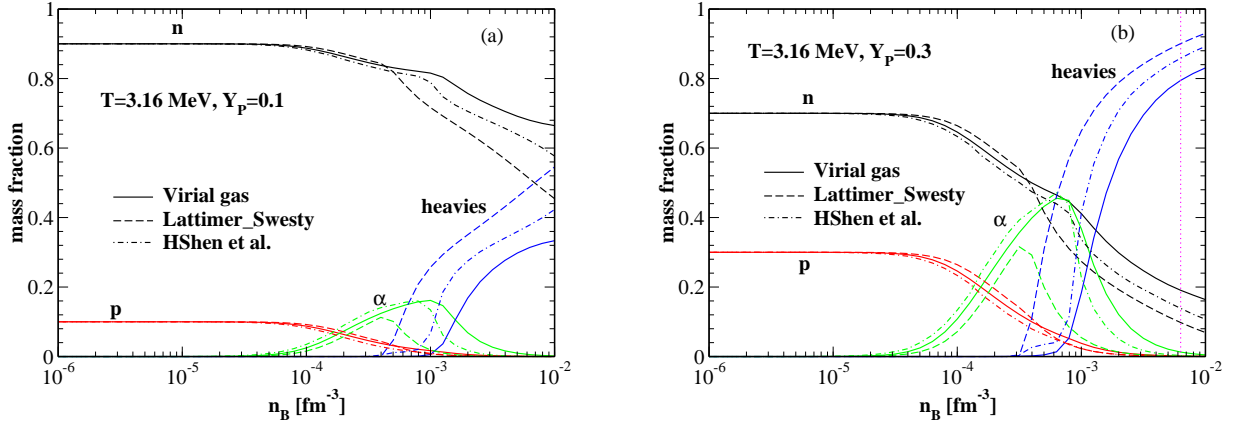 1
n
(a)
0.8
T=3.16 MeV, Y_P=0.1
0.6
mass fraction
Virial gas
Lattimer_Swesty
HShen et al.
heavies
0.4
0.2
α
p
0
10^-6
10^-5
10^-4
10^-3
10^-2
n_B [fm^-3]
1
(b)
T=3.16 MeV, Y_P=0.3
heavies
0.8
n
0.6
mass fraction
Virial gas
Lattimer_Swesty
HShen et al.
0.4
α
p
0.2
0
10^-6
10^-5
10^-4
10^-3
10^-2
n_B [fm^-3]